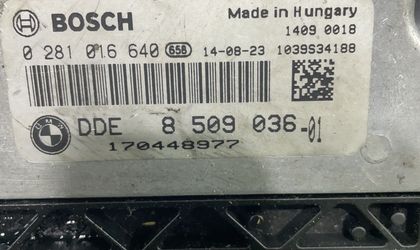 BOSCH
Made in Hungary
1409 0018
0 281 016 640 656 14-08-23 1039S34188
BMW
DDE 8 509 036-01
170448977